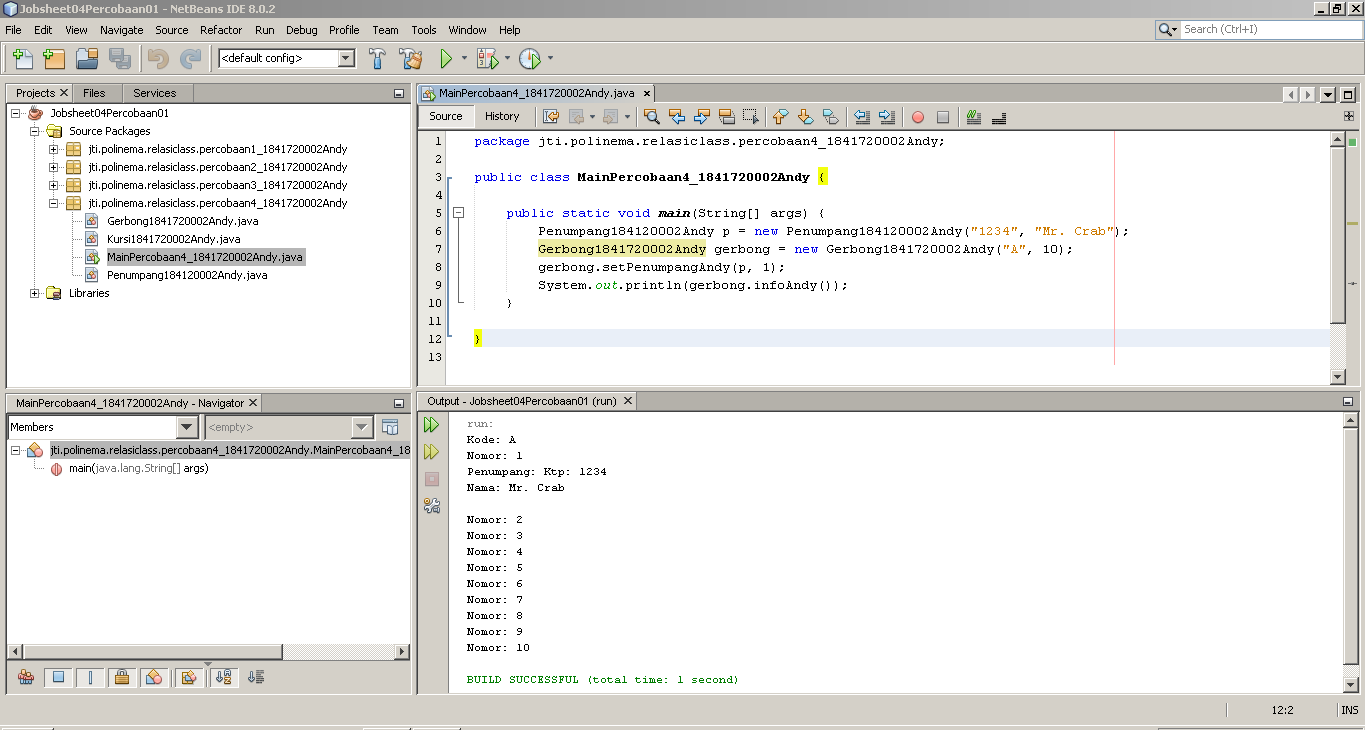 Jobsheet04Percobaan01 - NetBeans IDE 8.0.2
File Edit View Navigate Source Refactor Run Debug Profile Team Tools Window Help
Search (Ctrl+I)
<default config>
Projects Files Services
Jobsheet04Percobaan01
Source Packages
jti.polinema.relasiclass.percobaan1_1841720002Andy
jti.polinema.relasiclass.percobaan2_1841720002Andy
jti.polinema.relasiclass.percobaan3_1841720002Andy
jti.polinema.relasiclass.percobaan4_1841720002Andy
Gerbong1841720002Andy.java
Kursi1841720002Andy.java
MainPercobaan4_1841720002Andy.java
Penumpang184120002Andy.java
Libraries
MainPercobaan4_1841720002Andy.java
Source History
1 package jti.polinema.relasiclass.percobaan4_1841720002Andy;
2
3 public class MainPercobaan4_1841720002Andy {
4
5 public static void main(String[] args) {
6 Penumpang184120002Andy p = new Penumpang184120002Andy("1234", "Mr. Crab");
7 Gerbong1841720002Andy gerbong = new Gerbong1841720002Andy("A", 10);
8 gerbong.setPenumpangAndy(p, 1);
9 System.out.println(gerbong.infoAndy());
10 }
11
12 }
13
MainPercobaan4_1841720002Andy - Navigator
Members <empty>
jti.polinema.relasiclass.percobaan4_1841720002Andy.MainPercobaan4_18
main(java.lang.String[] args)
Output - Jobsheet04Percobaan01 (run)
run:
Kode: A
Nomor: 1
Penumpang: Ktp: 1234
Nama: Mr. Crab
Nomor: 2
Nomor: 3
Nomor: 4
Nomor: 5
Nomor: 6
Nomor: 7
Nomor: 8
Nomor: 9
Nomor: 10
BUILD SUCCESSFUL (total time: 1 second)
12:2 INS